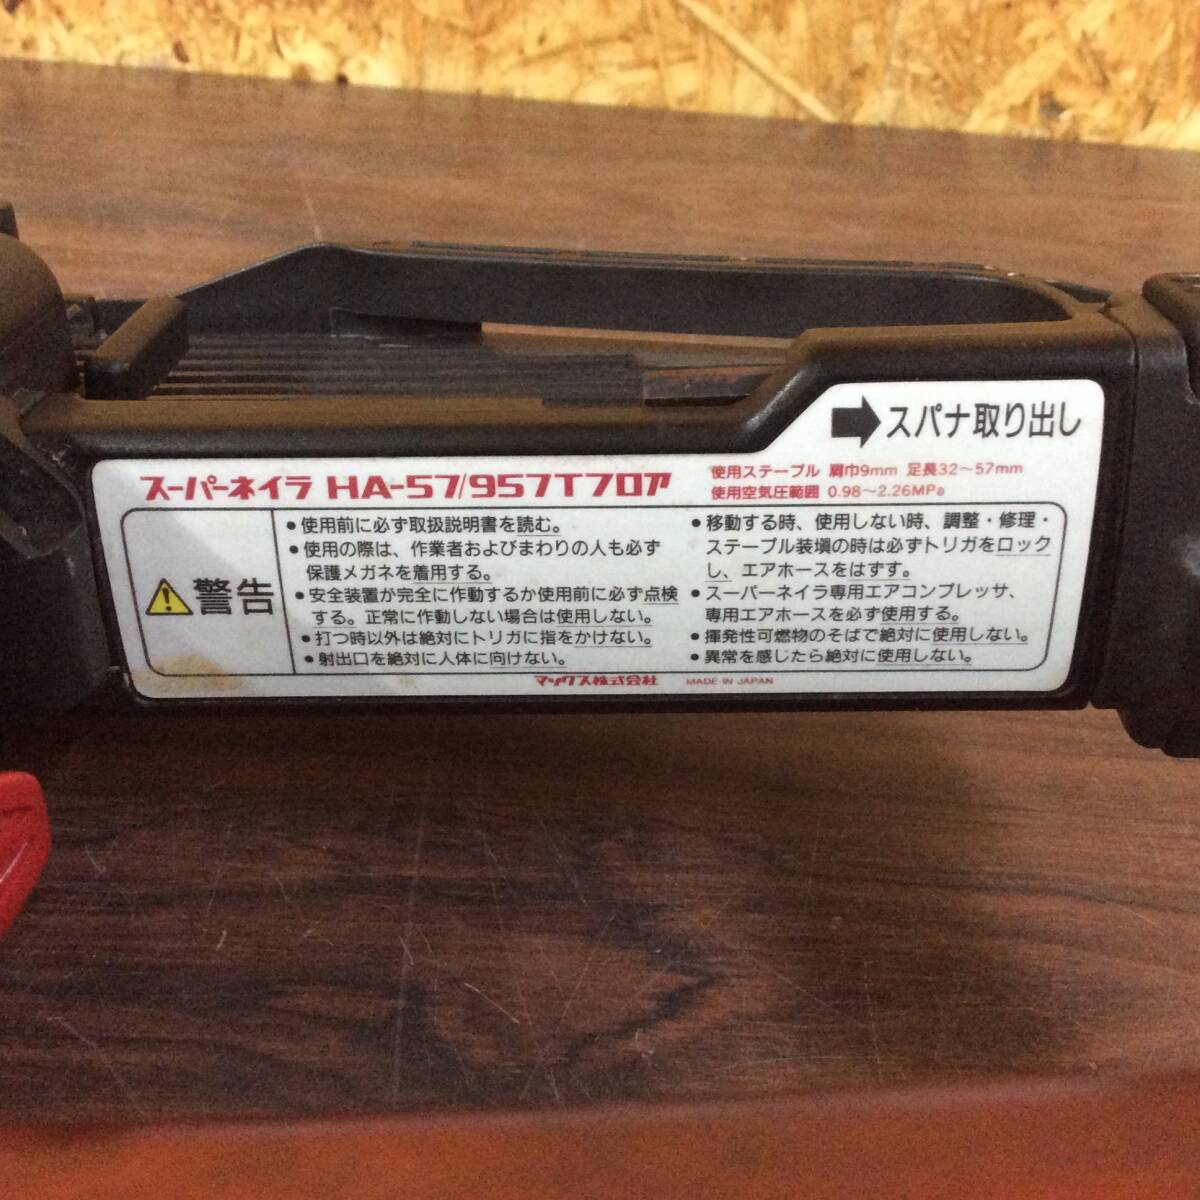 スパナ取り出し
スーパーネイラ HA-57/957Tフロア
使用ステープル 肩巾9mm 足長32〜57mm
使用空気圧範囲 0.98〜2.26MPa
警告
•使用前に必ず取扱説明書を読む。
•使用の際は、作業者およびまわりの人も必ず
保護メガネを着用する。
•安全装置が完全に作動するか使用前に必ず点検
する。正常に作動しない場合は使用しない。
•打つ時以外は絶対にトリガに指をかけない。
•射出口を絶対に人体に向けない。
•移動する時、使用しない時、調整・修理・
ステープル装填の時は必ずトリガをロック
し、エアホースをはずす。
•スーパーネイラ専用エアコンプレッサ、
専用エアホースを必ず使用する。
•揮発性可燃物のそばで絶対に使用しない。
•異常を感じたら絶対に使用しない。
マックス株式会社 MADE IN JAPAN